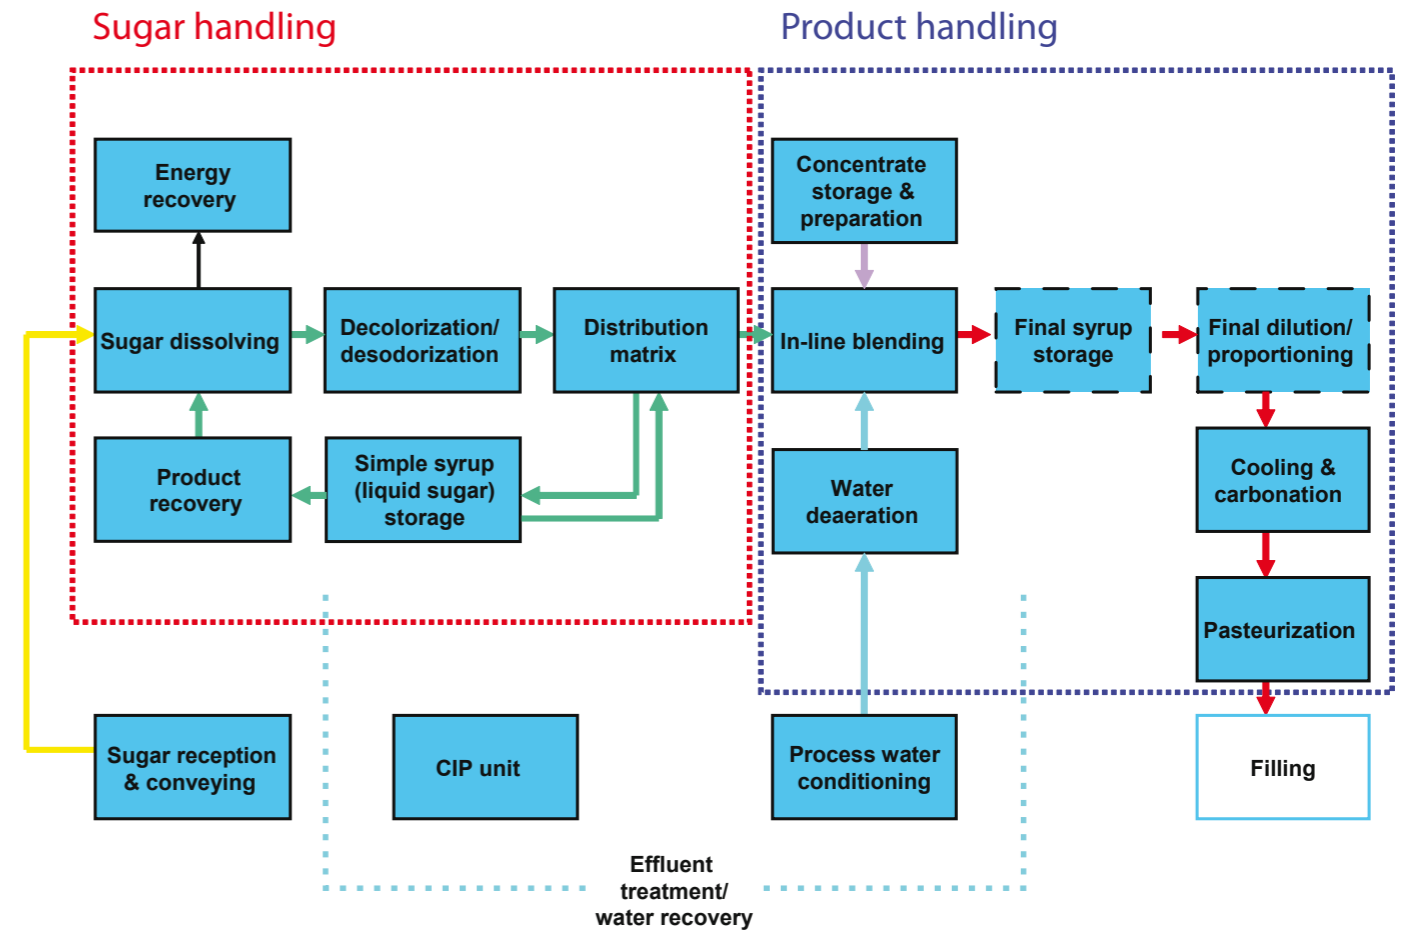 Sugar handling
Product handling
Energy
recovery
Concentrate
storage &
preparation
Sugar dissolving
Decolorization/
desodorization
Distribution
matrix
In-line blending
Final syrup
storage
Final dilution/
proportioning
Product
recovery
Simple syrup
(liquid sugar)
storage
Water
deaeration
Cooling &
carbonation
Pasteurization
Sugar reception
& conveying
CIP unit
Process water
conditioning
Filling
Effluent
treatment/
water recovery